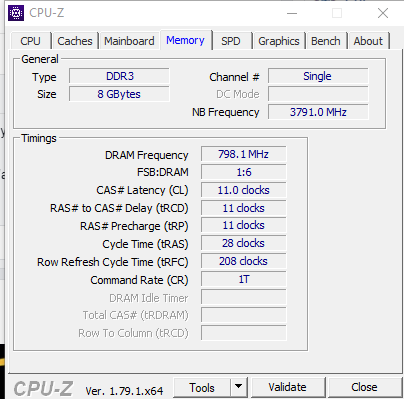 CPU-Z
CPU Caches Mainboard Memory SPD Graphics Bench About
General
Type DDR3 Channel # Single
Size 8 GBytes DC Mode
NB Frequency 3791.0 MHz
Timings
DRAM Frequency 798.1 MHz
FSB:DRAM 1:6
CAS# Latency (CL) 11.0 clocks
RAS# to CAS# Delay (tRCD) 11 clocks
RAS# Precharge (tRP) 11 clocks
Cycle Time (tRAS) 28 clocks
Row Refresh Cycle Time (tRFC) 208 clocks
Command Rate (CR) 1T
DRAM Idle Timer
Total CAS# (tRDRAM)
Row To Column (tRCD)
CPU-Z Ver. 1.79.1.x64 Tools Validate Close